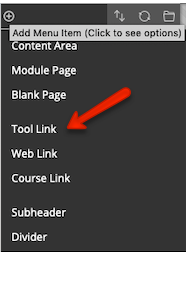 Add Menu Item (Click to see options)
Content Area
Module Page
Blank Page
Tool Link
Web Link
Course Link
Subheader
Divider